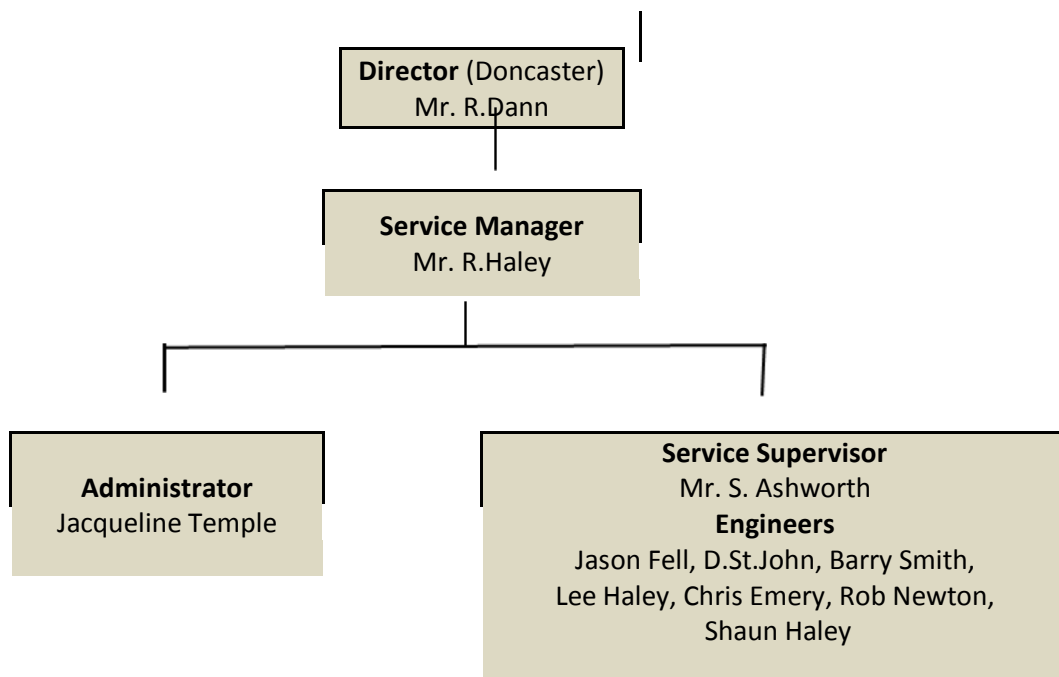 Director (Doncaster)
Mr. R.Dann
Service Manager
Mr. R.Haley
Administrator
Jacqueline Temple
Service Supervisor
Mr. S. Ashworth
Engineers
Jason Fell, D.St.John, Barry Smith,
Lee Haley, Chris Emery, Rob Newton,
Shaun Haley